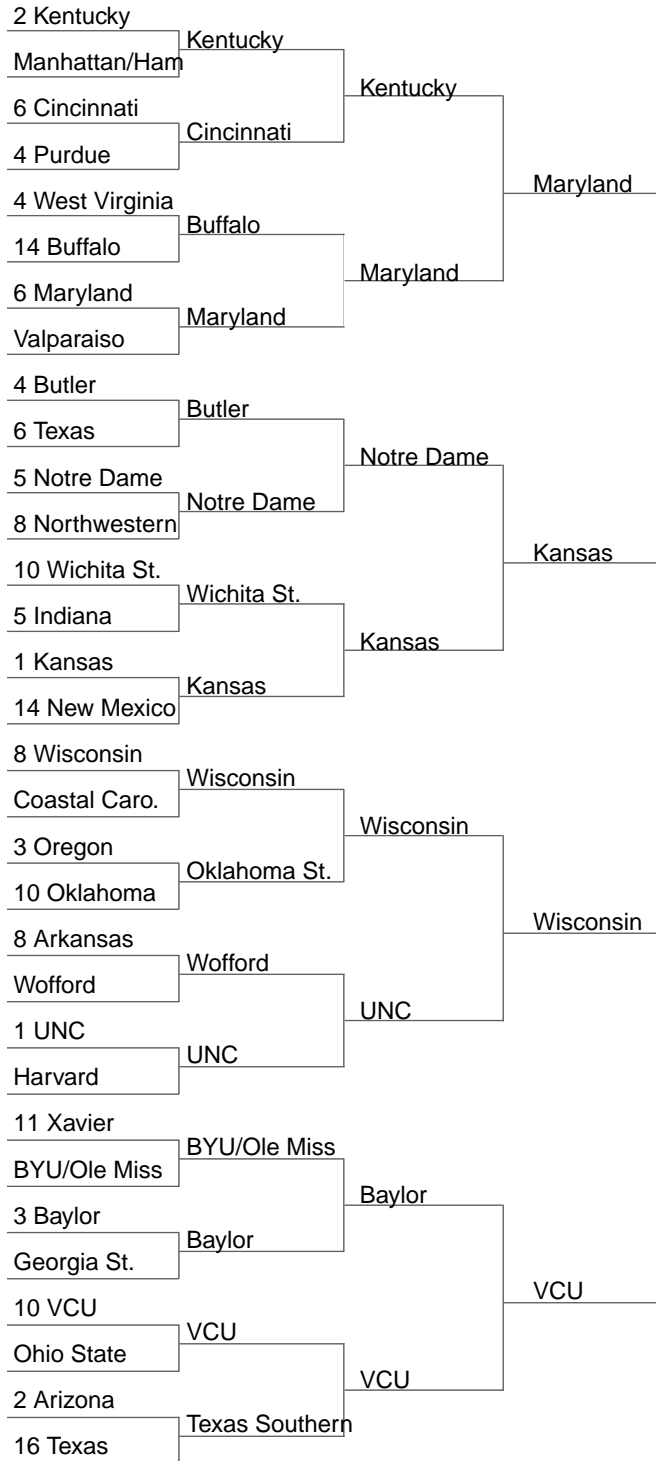 2 Kentucky
Manhattan/Ham
6 Cincinnati
4 Purdue
4 West Virginia
14 Buffalo
6 Maryland
Valparaiso
4 Butler
6 Texas
5 Notre Dame
8 Northwestern
10 Wichita St.
5 Indiana
1 Kansas
14 New Mexico
8 Wisconsin
Coastal Caro.
3 Oregon
10 Oklahoma
8 Arkansas
Wofford
1 UNC
Harvard
11 Xavier
BYU/Ole Miss
3 Baylor
Georgia St.
10 VCU
Ohio State
2 Arizona
16 Texas
Kentucky
Cincinnati
Buffalo
Maryland
Butler
Notre Dame
Wichita St.
Kansas
Wisconsin
Oklahoma St.
Wofford
UNC
BYU/Ole Miss
Baylor
VCU
Texas Southern
Kentucky
Maryland
Notre Dame
Kansas
Wisconsin
UNC
Baylor
VCU
Maryland
Kansas
Wisconsin
VCU